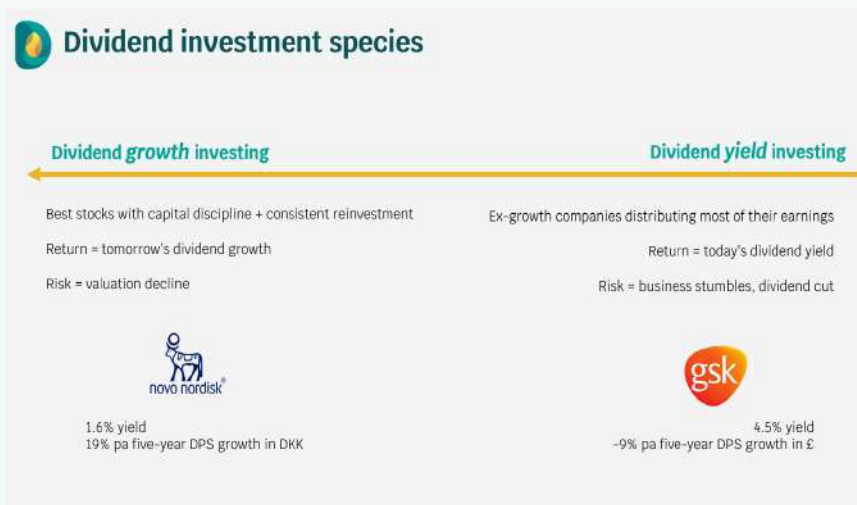 Dividend investment species
Dividend growth investing
Best stocks with capital discipline + consistent reinvestment
Return = tomorrow's dividend growth
Risk = valuation decline
novo nordisk®
1.6% yield
19% pa five-year DPS growth in DKK
Dividend yield investing
Ex-growth companies distributing most of their earnings
Return = today's dividend yield
Risk = business stumbles, dividend cut
gsk
4.5% yield
-9% pa five-year DPS growth in £